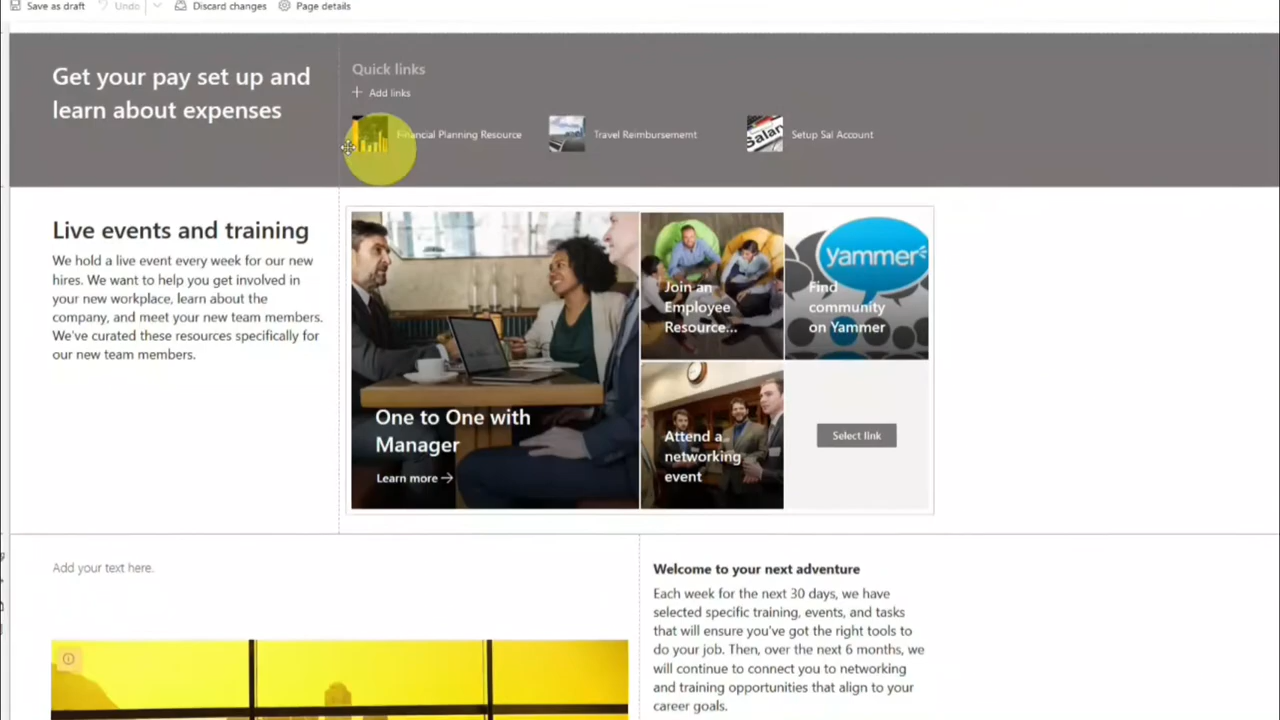 Save as draft
Undo
Discard changes
Page details
Get your pay set up and
learn about expenses
Quick links
Add links
Financial Planning Resource
Travel Reimbursememt
Salar
Setup Sal Account
Live events and training
We hold a live event every week for our new
hires. We want to help you get involved in
your new workplace, learn about the
company, and meet your new team members.
We've curated these resources specifically for
our new team members.
One to One with
Manager
Learn more
Join an
Employee
Resource...
Yammer
Find
community
on Yammer
Attend a
networking
event
Select link
Add your text here.
Welcome to your next adventure
Each week for the next 30 days, we have
selected specific training, events, and tasks
that will ensure you've got the right tools to
do your job. Then, over the next 6 months, we
will continue to connect you to networking
and training opportunities that align to your
career goals.